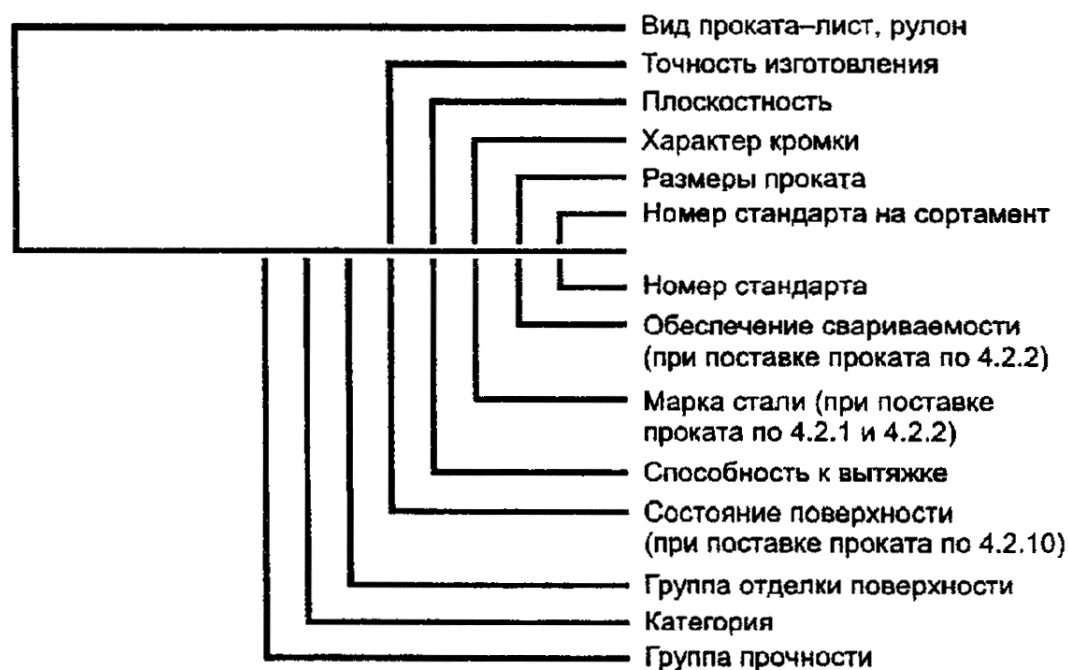 Вид проката–лист, рулон
Точность изготовления
Плоскостность
Характер кромки
Размеры проката
Номер стандарта на сортамент
Номер стандарта
Обеспечение свариваемости
(при поставке проката по 4.2.2)
Марка стали (при поставке
проката по 4.2.1 и 4.2.2)
Способность к вытяжке
Состояние поверхности
(при поставке проката по 4.2.10)
Группа отделки поверхности
Категория
Группа прочности